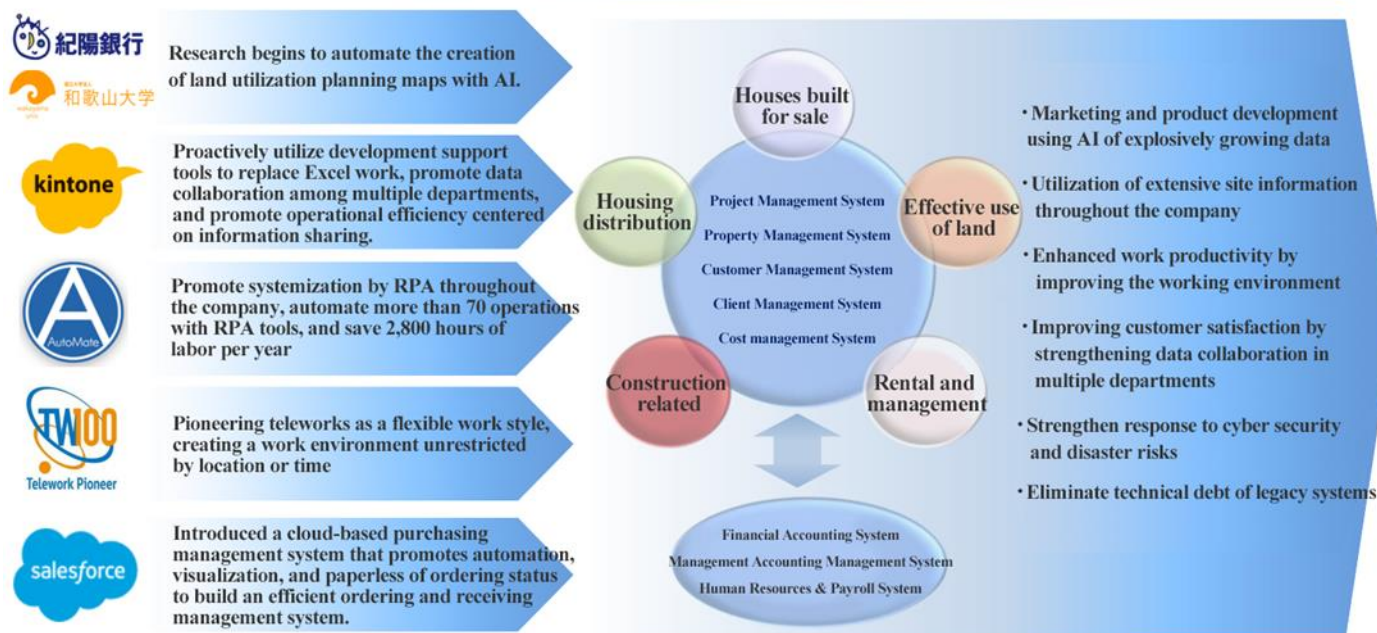 紀陽銀行
和歌山大学
Research begins to automate the creation
of land utilization planning maps with AI.
kintone
Proactively utilize development support
tools to replace Excel work, promote data
collaboration among multiple departments,
and promote operational efficiency centered
on information sharing.
A
AutoMate
Promote systemization by RPA throughout
the company, automate more than 70 operations
with RPA tools, and save 2,800 hours of
labor per year
TW100
Telework Pioneer
Pioneering teleworks as a flexible work style,
creating a work environment unrestricted
by location or time
salesforce
Introduced a cloud-based purchasing
management system that promotes automation,
visualization, and paperless of ordering status
to build an efficient ordering and receiving
management system.
Houses built
for sale
Housing
distribution
Effective use
of land
Construction
related
Rental and
management
Project Management System
Property Management System
Customer Management System
Client Management System
Cost management System
Financial Accounting System
Management Accounting Management System
Human Resources & Payroll System
・Marketing and product development
using AI of explosively growing data
・Utilization of extensive site information
throughout the company
・Enhanced work productivity by
improving the working environment
・Improving customer satisfaction by
strengthening data collaboration in
multiple departments
・Strengthen response to cyber security
and disaster risks
・Eliminate technical debt of legacy systems